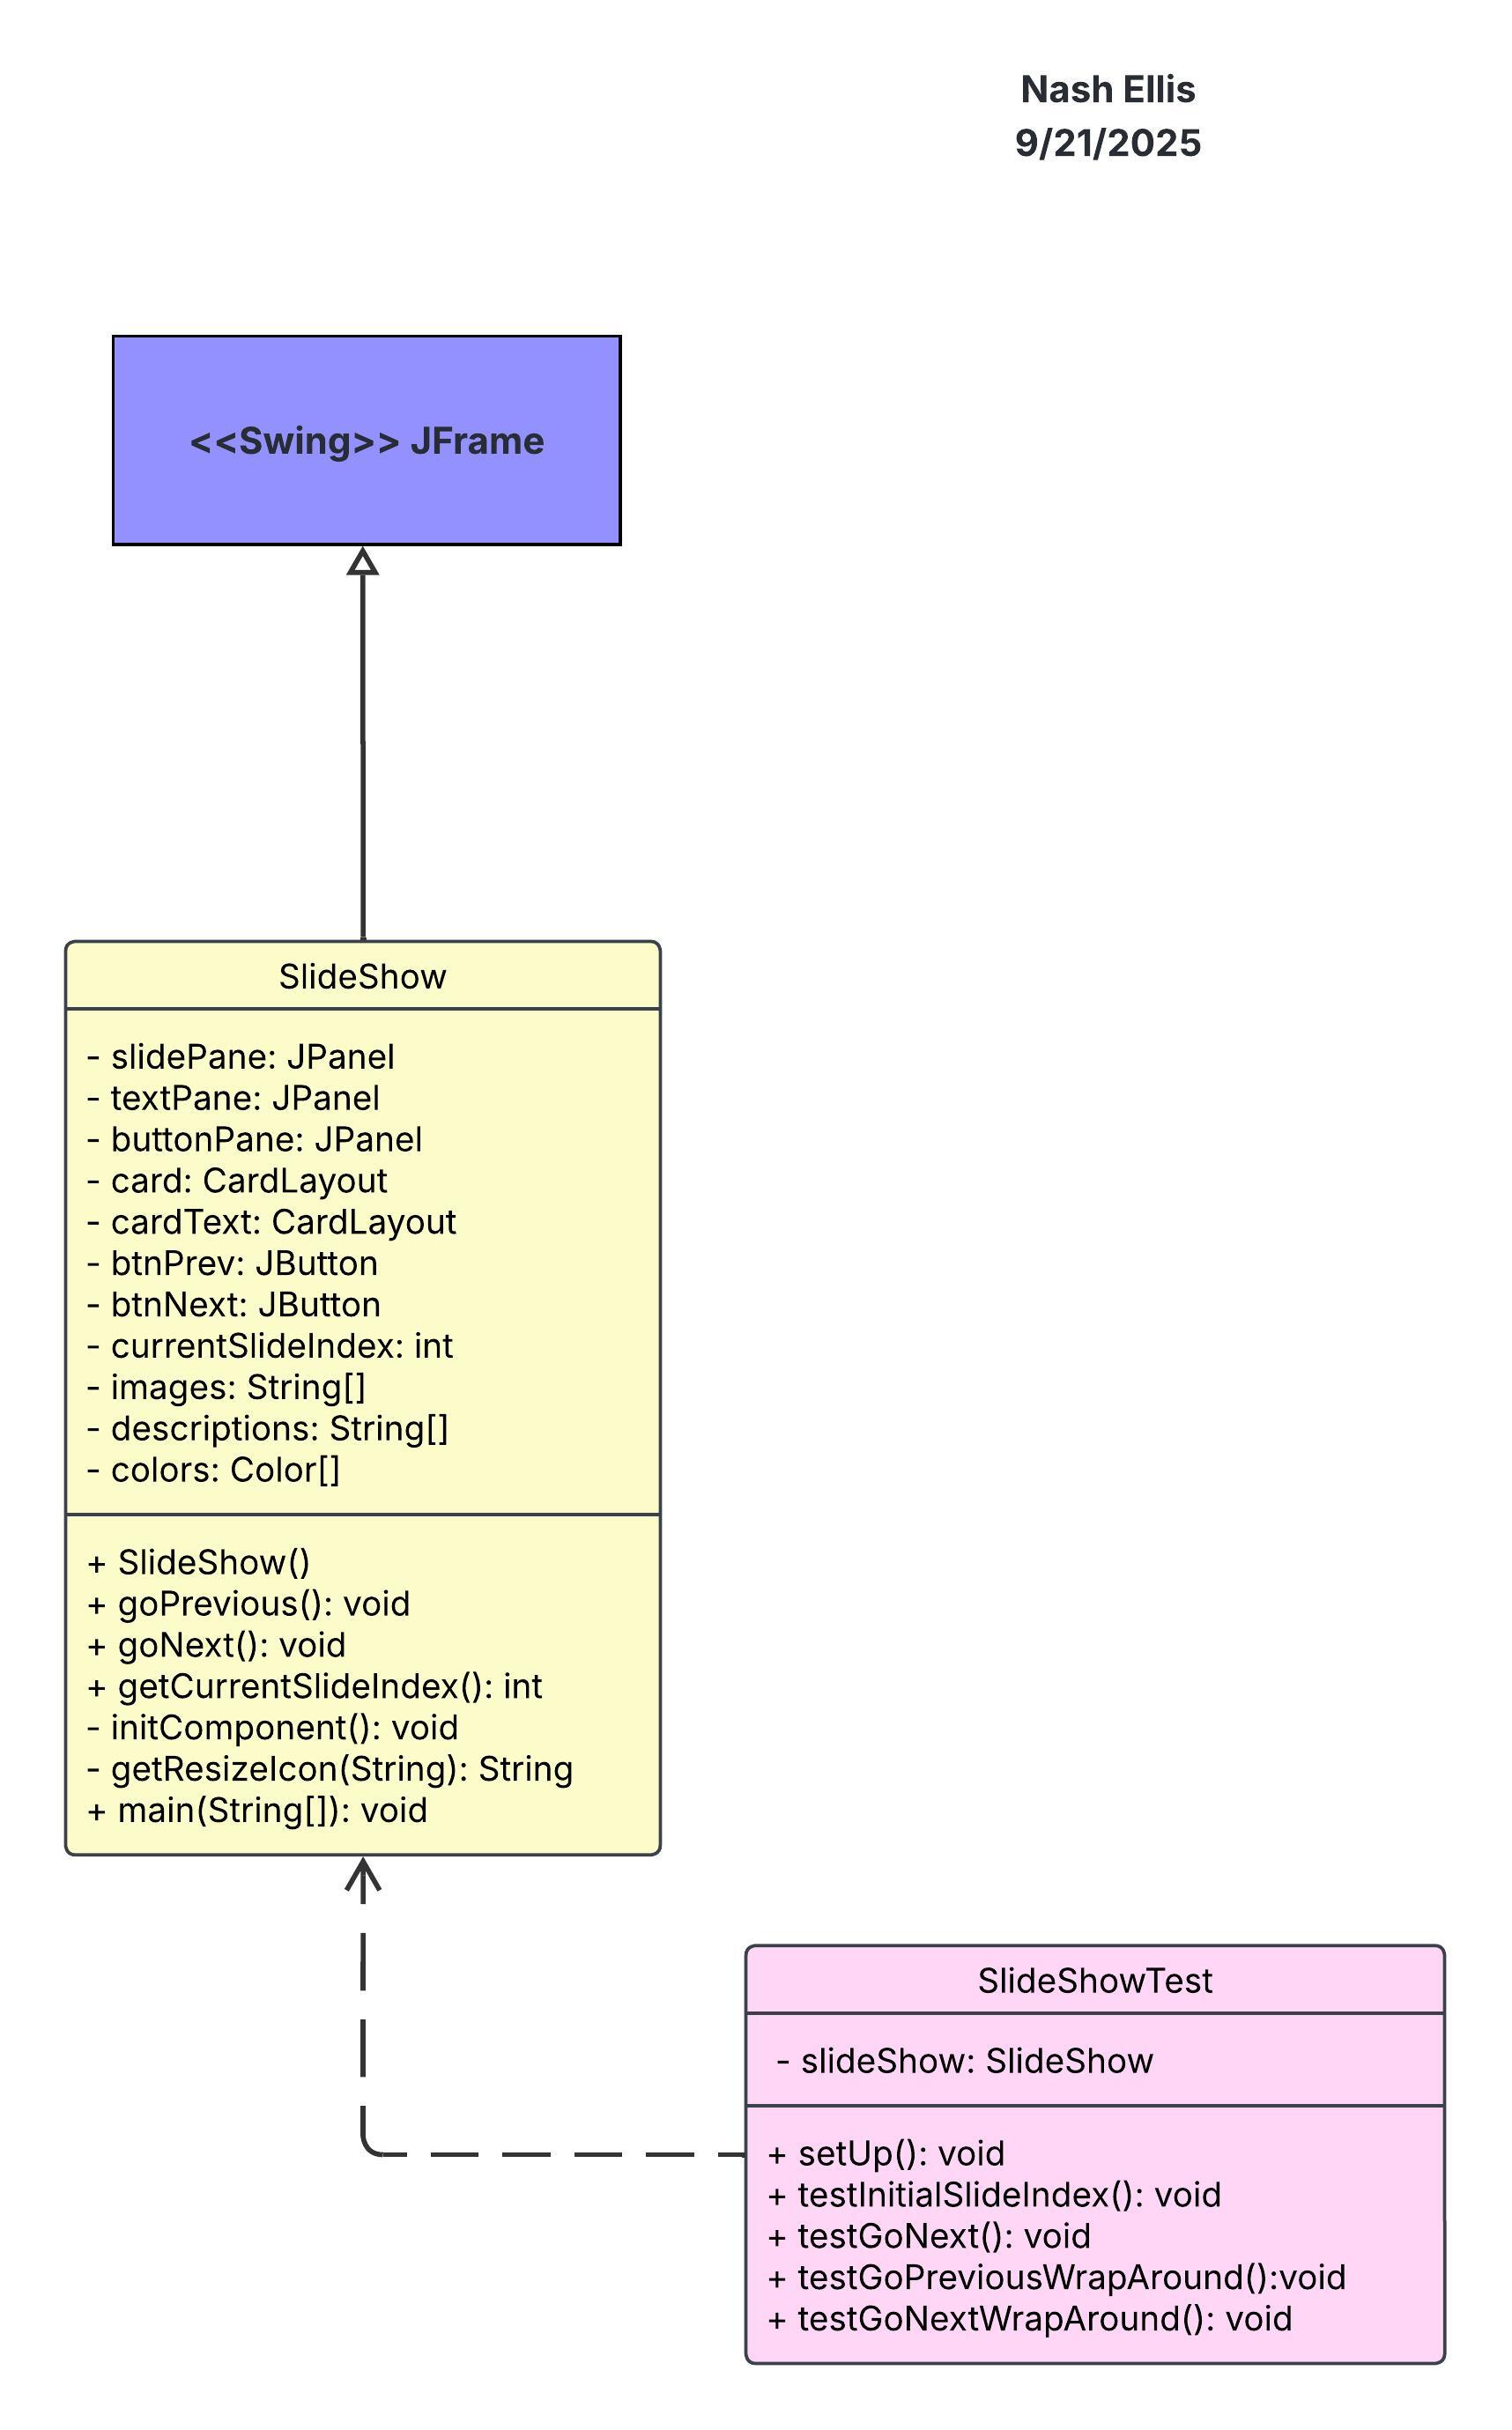 Nash Ellis
9/21/2025
<<Swing>> JFrame
SlideShow
- slidePane: JPanel
- textPane: JPanel
- buttonPane: JPanel
- card: CardLayout
- cardText: CardLayout
- btnPrev: JButton
- btnNext: JButton
- currentSlideIndex: int
- images: String[]
- descriptions: String[]
- colors: Color[]
+ SlideShow()
+ goPrevious(): void
+ goNext(): void
+ getCurrentSlideIndex(): int
- initComponent(): void
- getResizeIcon(String): String
+ main(String[]): void
SlideShowTest
- slideShow: SlideShow
+ setUp(): void
+ testInitialSlideIndex(): void
+ testGoNext(): void
+ testGoPreviousWrapAround():void
+ testGoNextWrapAround(): void